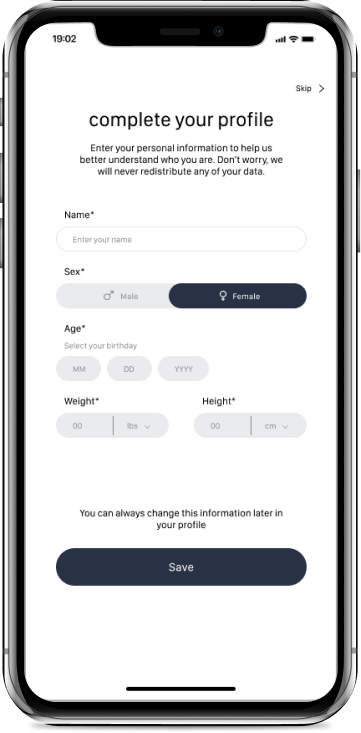 19:02
Skip
complete your profile
Enter your personal information to help us
better understand who you are. Don't worry, we
will never redistribute any of your data.
Name*
Enter your name
Sex*
Male Female
Age*
Select your birthday
MM DD YYYY
Weight* Height*
00 lbs 00 cm
You can always change this information later in
your profile
Save